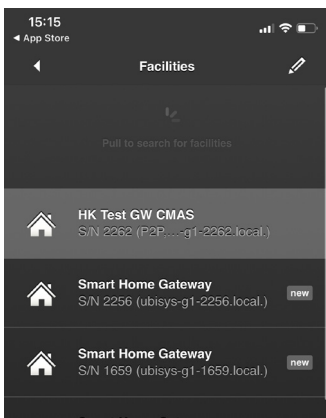 15:15
◀ App Store
Facilities
Pull to search for facilities
HK Test GW CMAS
S/N 2262 (P2P,...-g1-2262.local.)
Smart Home Gateway
S/N 2256 (ubisys-g1-2256.local.)
new
Smart Home Gateway
S/N 1659 (ubisys-g1-1659.local.)
new